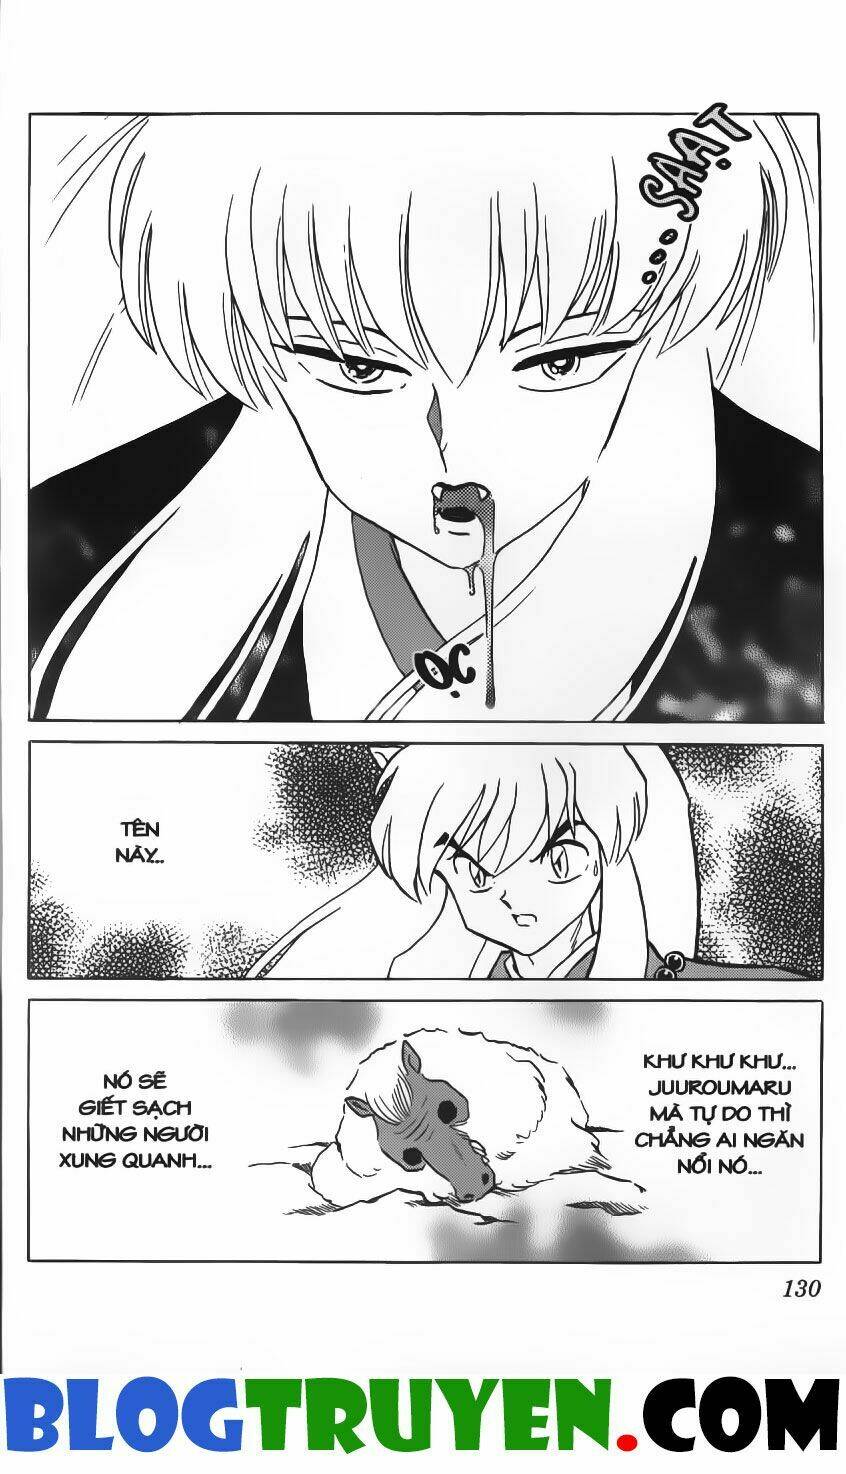 ...SAẠT
ỌC
TÊN
NÀY...
KHƯ KHƯ KHƯ...
JUUROUMARU
MÀ TỰ DO THÌ
CHẲNG AI NGĂN
NỔI NÓ...
NÓ SẼ
GIẾT SẠCH
NHỮNG NGƯỜI
XUNG QUANH...
130
BLOGTRUYEN.COM